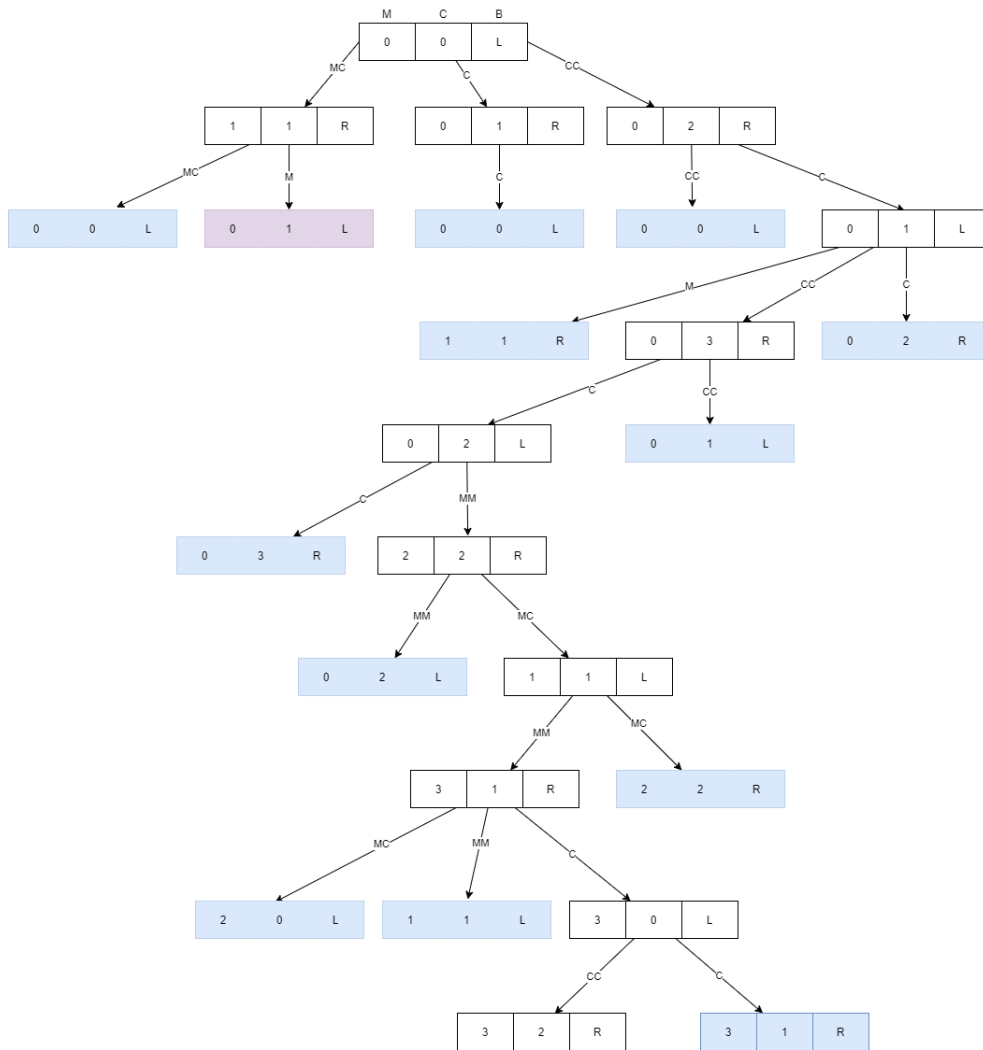 M C B
0 0 L
MC C CC
1 1 R 0 1 R 0 2 R
MC M C CC C
0 0 L 0 1 L 0 0 L 0 0 L 0 1 L
M CC C
1 1 R 0 3 R 0 2 R
C CC
0 2 L 0 1 L
C MM
0 3 R 2 2 R
MM MC
0 2 L 1 1 L
MM MC
3 1 R 2 2 R
MC MM C
2 0 L 1 1 L 3 0 L
CC C
3 2 R 3 1 R